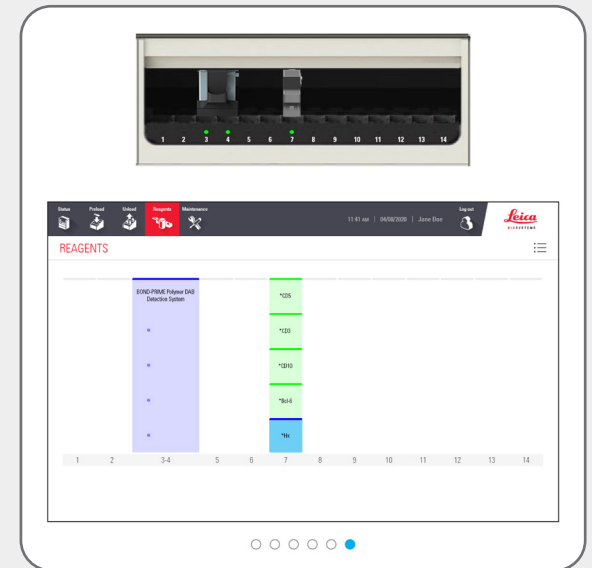 1 2 3 4 5 6 7 8 9 10 11 12 13 14
Status Preload Unload Reagents Maintenance
11:41 AM | 04/08/2020 | Jane Doe
Log out
Leica
BIOSYSTEMS
REAGENTS
BOND-PRIME Polymer DAB
Detection System
*CD5
*
*CD3
*
*CD10
*
*Bcl-6
*
*Hx
1 2 3-4 5 6 7 8 9 10 11 12 13 14